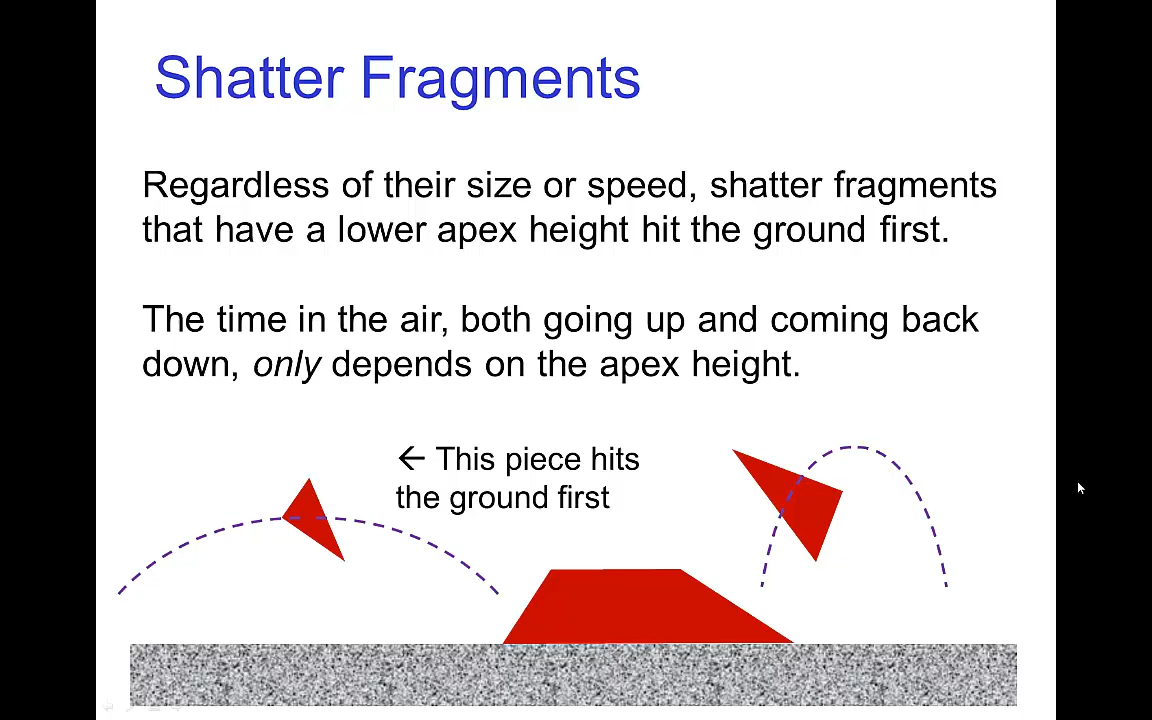 Shatter Fragments
Regardless of their size or speed, shatter fragments
that have a lower apex height hit the ground first.
The time in the air, both going up and coming back
down, only depends on the apex height.
← This piece hits
the ground first